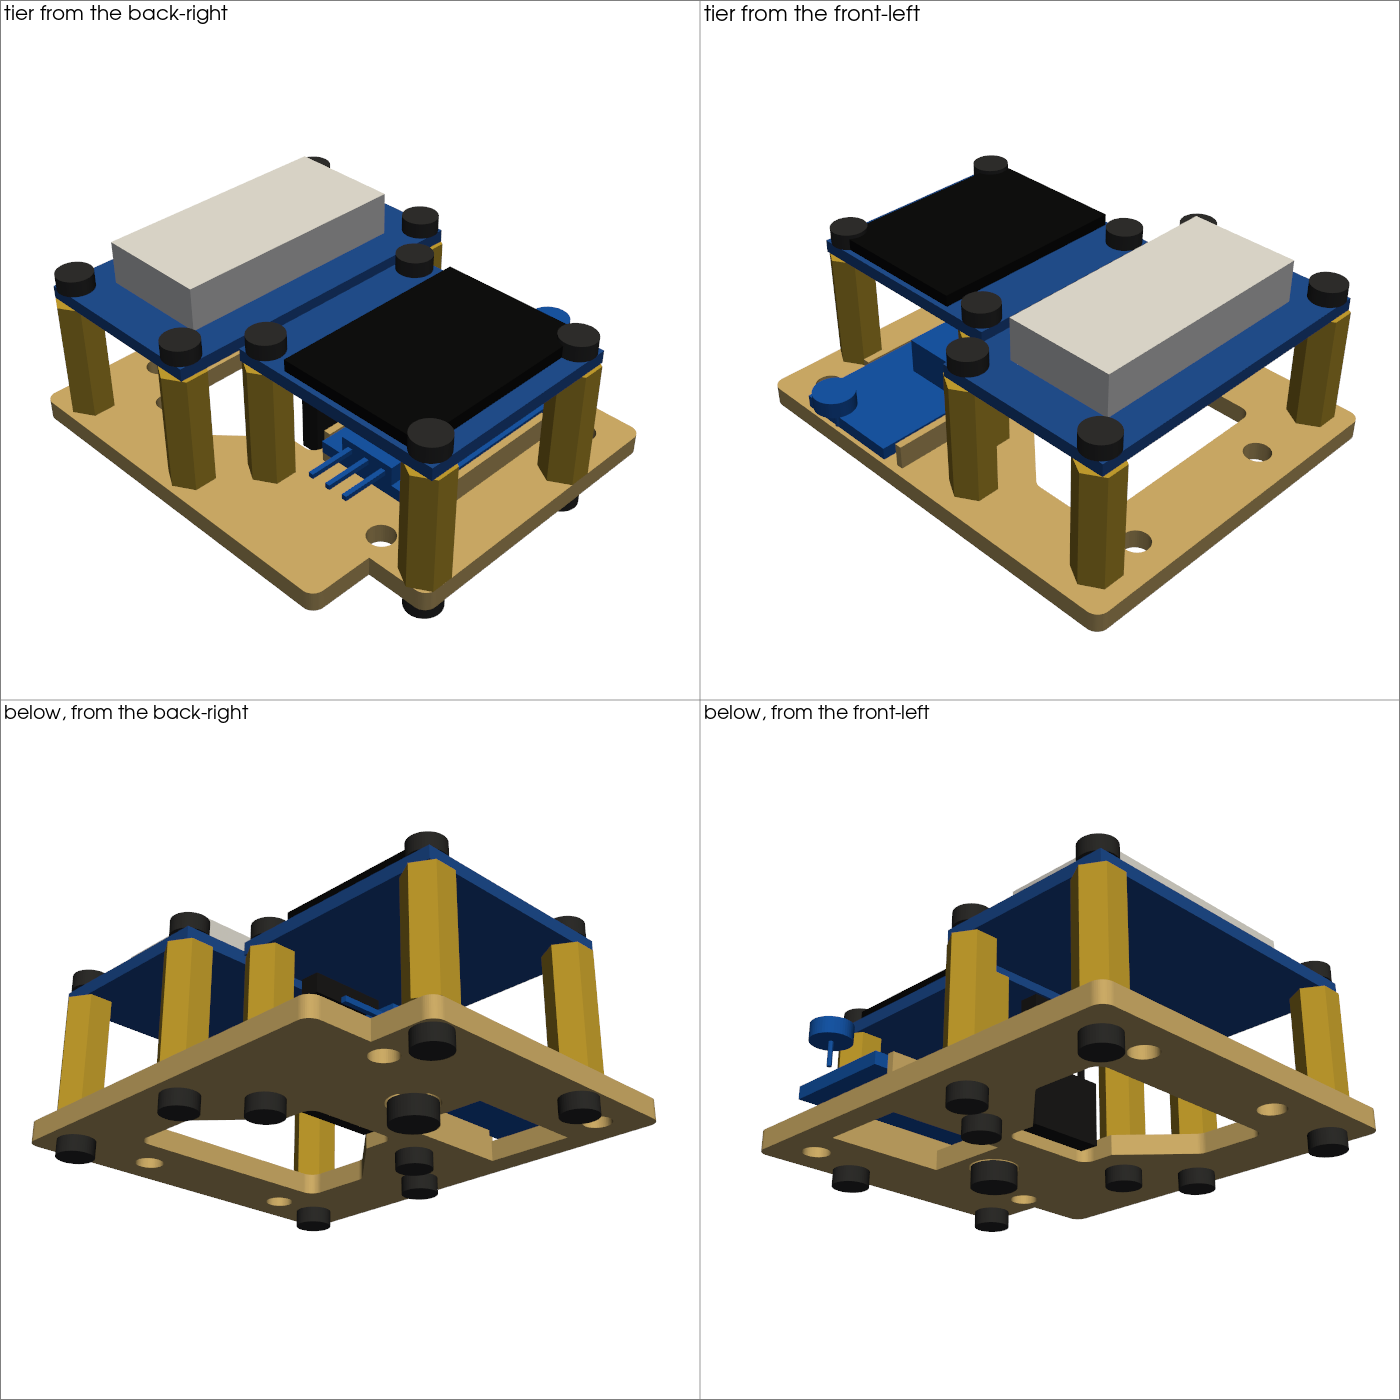 tier from the back-right
tier from the front-left
below, from the back-right
below, from the front-left